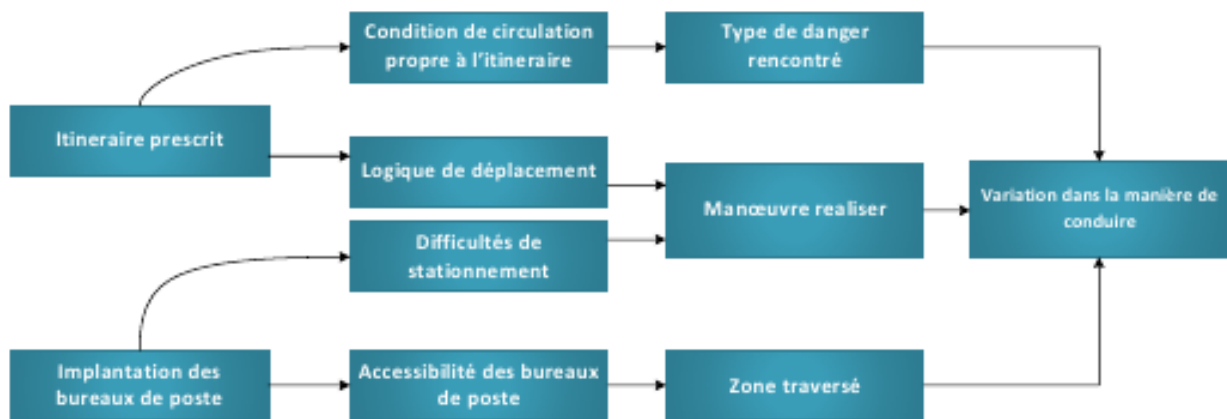 Condition de circulation
propre à l'itineraire
Type de danger
rencontré
Itineraire prescrit
Logique de déplacement
Manœuvre realiser
Variation dans la manière de
conduire
Difficultés de
stationnement
Implantation des
bureaux de poste
Accessibilité des bureaux
de poste
Zone traversé